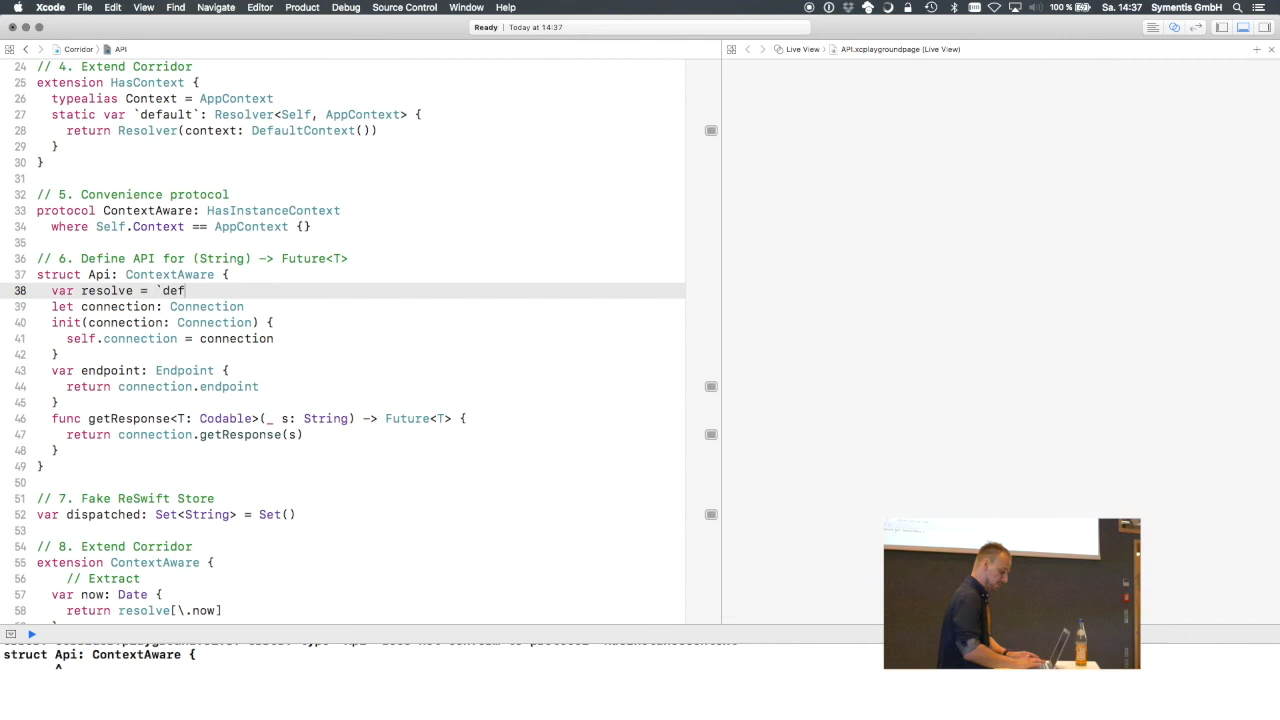 Xcode File Edit View Find Navigate Editor Product Debug Source Control Window Help 100 % Sa. 14:37 Symentis GmbH
Ready | Today at 14:37
Corridor API
Live View API.xcplaygroundpage (Live View)
24 // 4. Extend Corridor
25 extension HasContext {
26 typealias Context = AppContext
27 static var `default`: Resolver<Self, AppContext> {
28 return Resolver(context: DefaultContext())
29 }
30 }
31
32 // 5. Convenience protocol
33 protocol ContextAware: HasInstanceContext
34 where Self.Context == AppContext {}
35
36 // 6. Define API for (String) -> Future<T>
37 struct Api: ContextAware {
38 var resolve = `def
39 let connection: Connection
40 init(connection: Connection) {
41 self.connection = connection
42 }
43 var endpoint: Endpoint {
44 return connection.endpoint
45 }
46 func getResponse<T: Codable>(_ s: String) -> Future<T> {
47 return connection.getResponse(s)
48 }
49 }
50
51 // 7. Fake ReSwift Store
52 var dispatched: Set<String> = Set()
53
54 // 8. Extend Corridor
55 extension ContextAware {
56 // Extract
57 var now: Date {
58 return resolve[\.now]
struct Api: ContextAware {
^